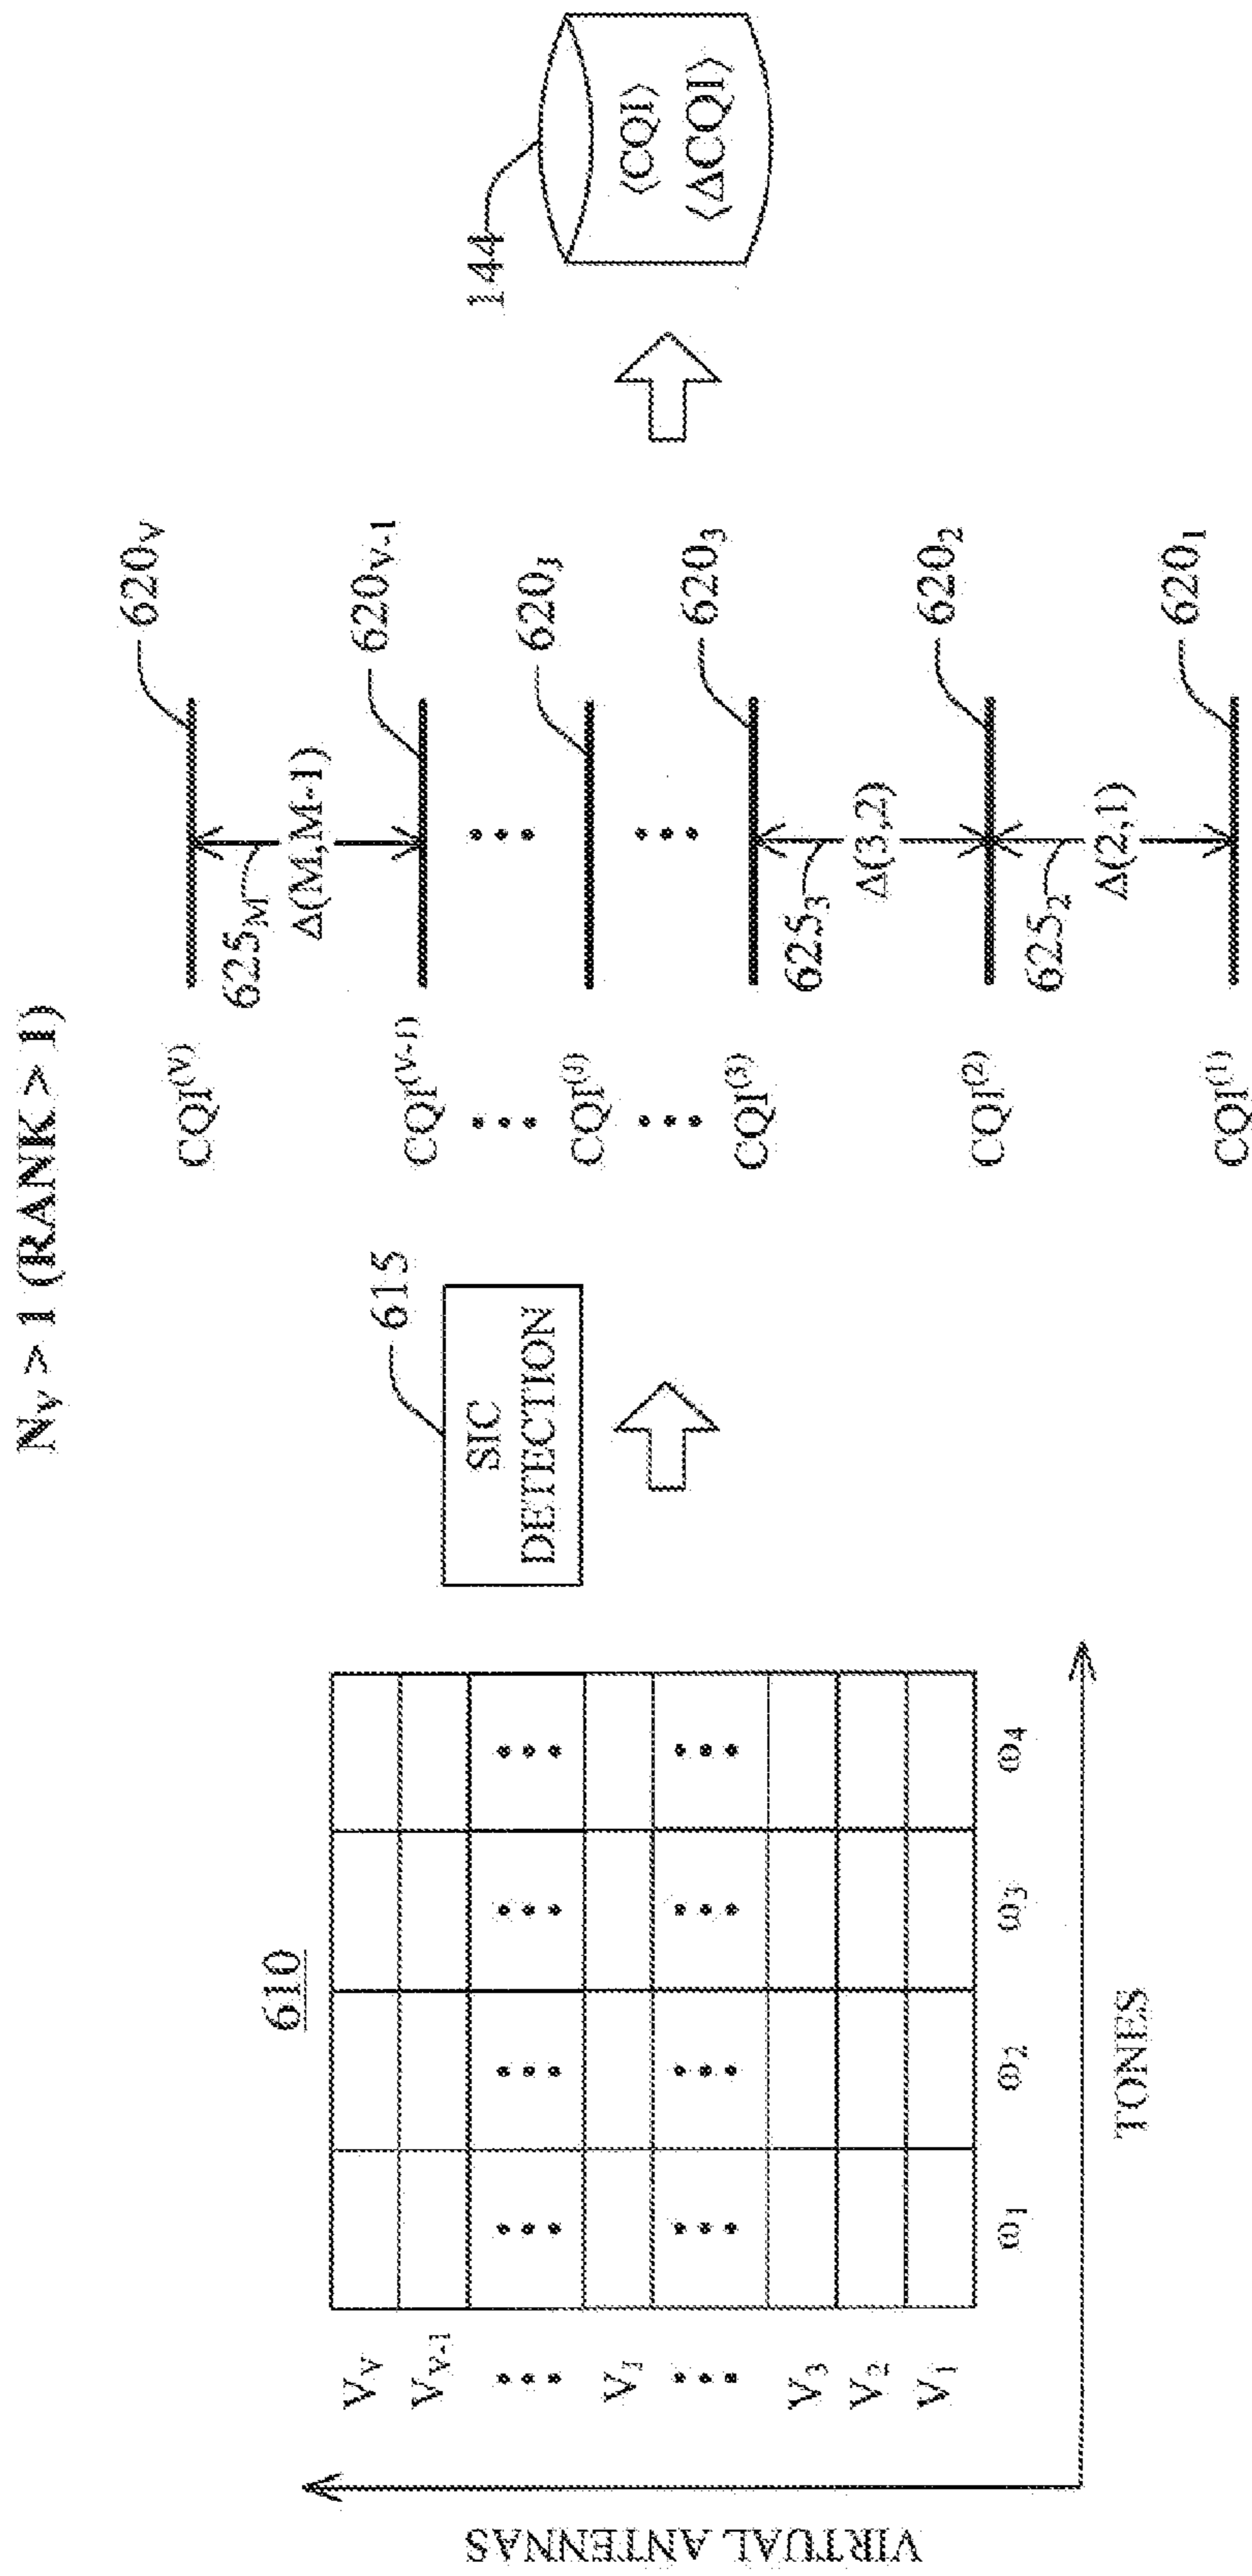 N_V > 1 (RANK > 1)
610
V_V
V_V-1
⋮
V_J
⋮
V_3
V_2
V_1
ω_1 ω_2 ω_3 ω_4
TONES
VIRTUAL ANTENNAS
615
SIC
DETECTION
CQI^(V)
CQI^(V-1)
⋮
CQI^(J)
⋮
CQI^(3)
CQI^(2)
CQI^(1)
620_V
625_M
Δ(M,M-1)
620_V-1
620_J
620_3
625_3
Δ(3,2)
620_2
625_2
Δ(2,1)
620_1
144
⟨CQI⟩
⟨ΔCQI⟩